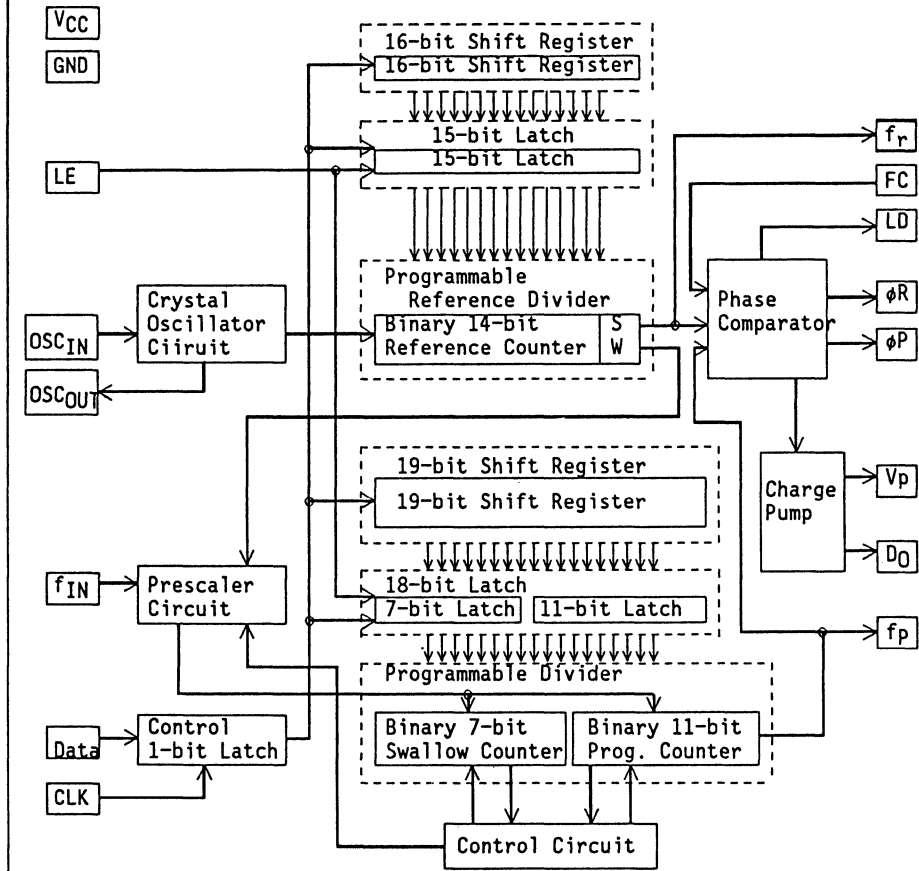 VCC
GND
LE
OSCIN
OSCOUT
fIN
Data
CLK
16-bit Shift Register
16-bit Shift Register
15-bit Latch
15-bit Latch
Programmable
Reference Divider
Binary 14-bit
Reference Counter
S
W
Crystal
Oscillator
Ciiruit
19-bit Shift Register
19-bit Shift Register
18-bit Latch
7-bit Latch
11-bit Latch
Prescaler
Circuit
Programmable Divider
Binary 7-bit
Swallow Counter
Binary 11-bit
Prog. Counter
Control
1-bit Latch
Control Circuit
Phase
Comparator
Charge
Pump
fr
FC
LD
φR
φP
Vp
DO
fp